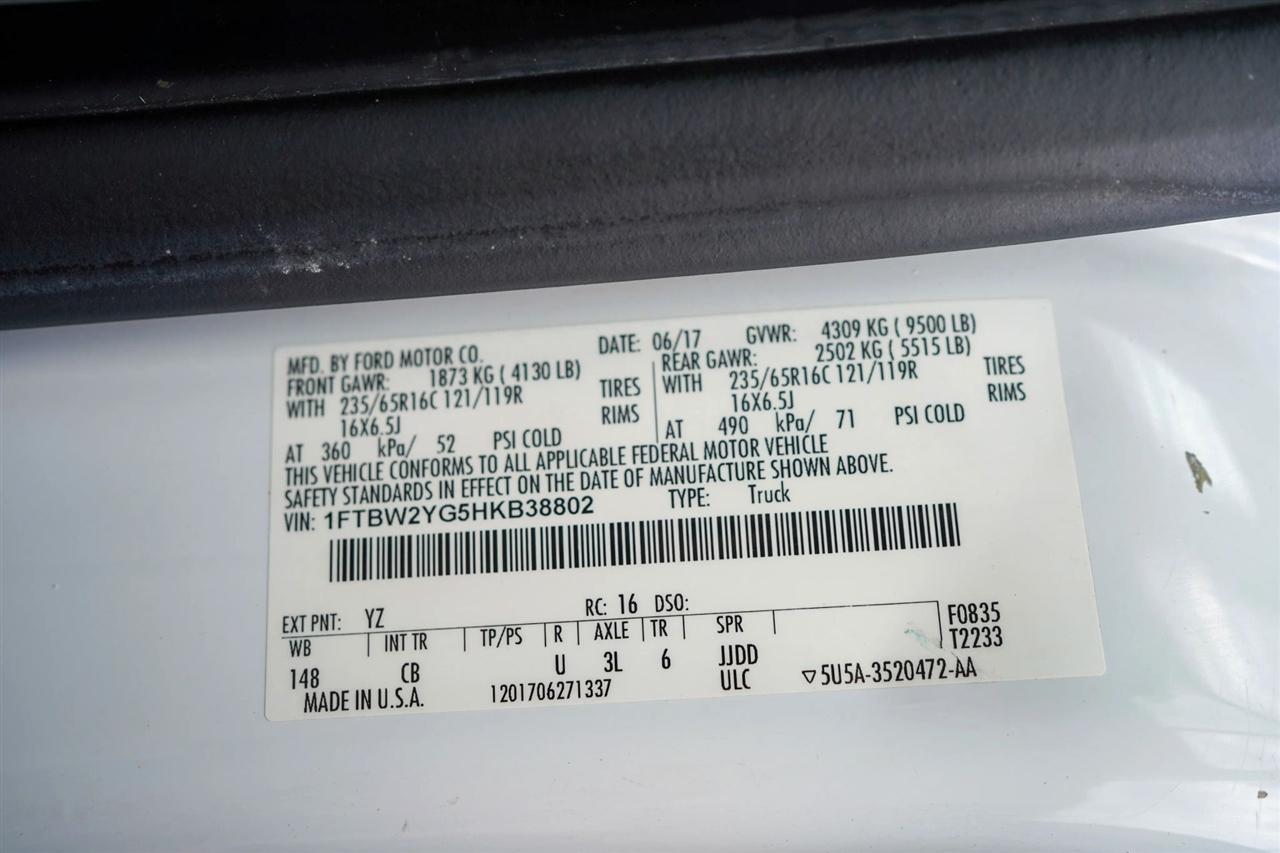 MFD. BY FORD MOTOR CO. DATE: 06/17 GVWR: 4309 KG ( 9500 LB)
FRONT GAWR: 1873 KG ( 4130 LB) REAR GAWR: 2502 KG ( 5515 LB)
WITH 235/65R16C 121/119R TIRES WITH 235/65R16C 121/119R TIRES
16X6.5J RIMS 16X6.5J RIMS
AT 360 kPa/ 52 PSI COLD AT 490 kPa/ 71 PSI COLD
THIS VEHICLE CONFORMS TO ALL APPLICABLE FEDERAL MOTOR VEHICLE
SAFETY STANDARDS IN EFFECT ON THE DATE OF MANUFACTURE SHOWN ABOVE.
VIN: 1FTBW2YG5HKB38802 TYPE: Truck
EXT PNT: YZ RC: 16 DSO:
WB INT TR TP/PS R AXLE TR SPR F0835
T2233
148 CB U 3L 6 JJDD
MADE IN U.S.A. 1201706271337 ULC ▽5U5A-3520472-AA